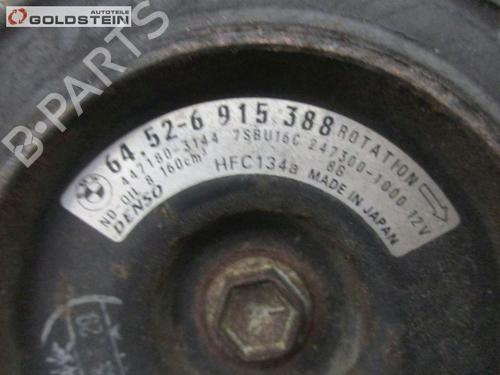 AUTOTEILE
GOLDSTEIN
B-PARTS
64.52-6 915 388 ROTATION
447180-3144 7SBU16C 247300-1000 12V
ND-OIL 8 160cm³ HFC134a 8G
DENSO MADE IN JAPAN